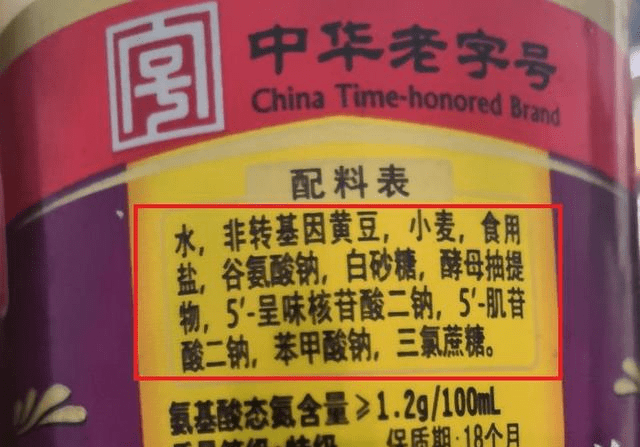 中华老字号
China Time-honored Brand
配料表
水，非转基因黄豆，小麦，食用
盐，谷氨酸钠，白砂糖，酵母抽提
物，5′-呈味核苷酸二钠，5′-肌苷
酸二钠，苯甲酸钠，三氯蔗糖。
氨基酸态氮含量≥1.2g/100mL
保质期：18个月